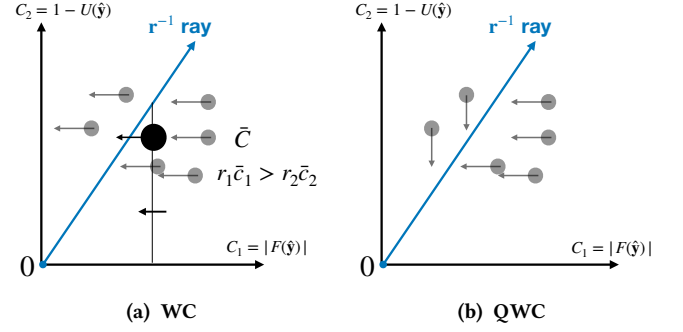 C₂ = 1 − U(ŷ)
r⁻¹ ray
C̄
r₁c̄₁ > r₂c̄₂
C₁ = |F(ŷ)|
0
(a) WC
C₂ = 1 − U(ŷ)
r⁻¹ ray
C₁ = |F(ŷ)|
0
(b) QWC